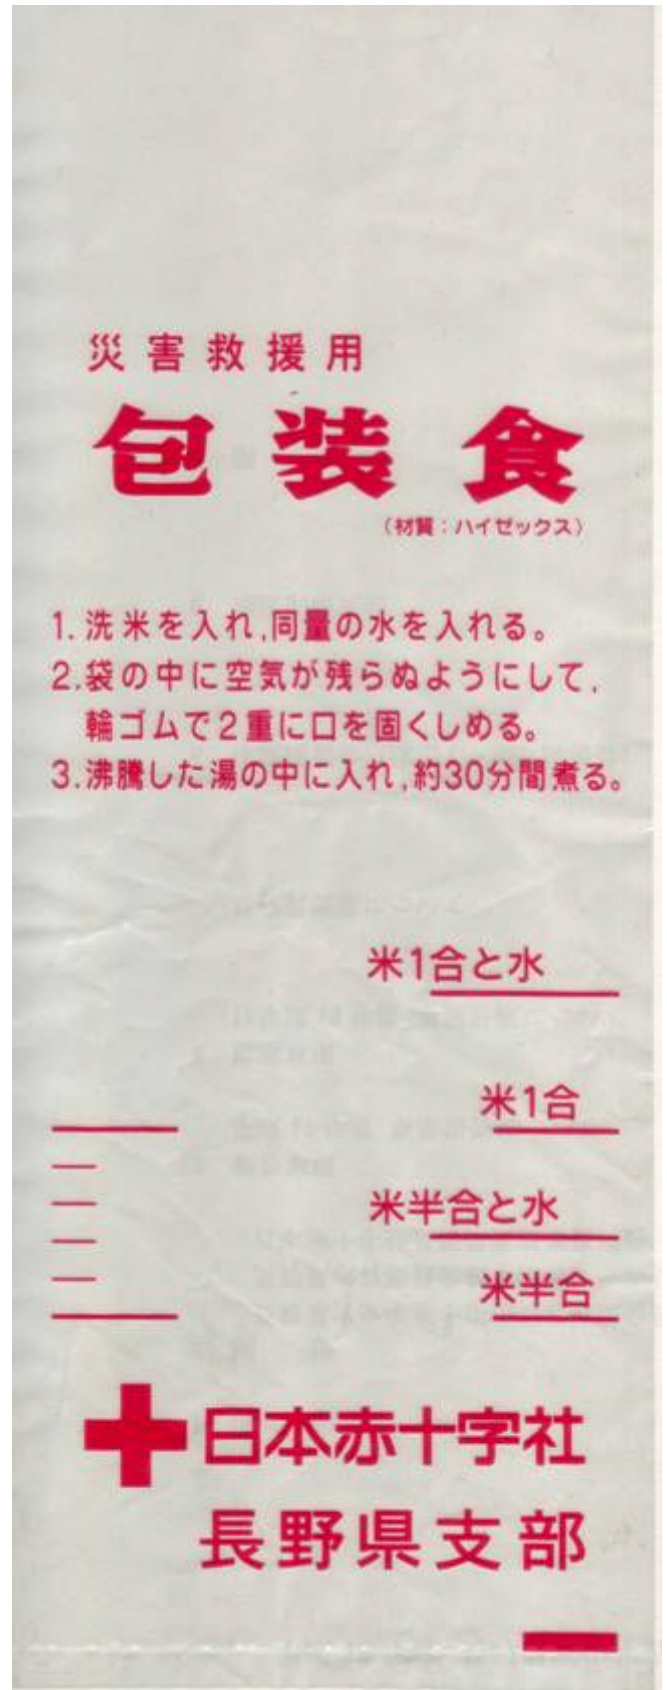 災害救援用
包装食
(材質：ハイゼックス)
1. 洗米を入れ,同量の水を入れる。
2.袋の中に空気が残らぬようにして,
輪ゴムで2重に口を固くしめる。
3.沸騰した湯の中に入れ,約30分間煮る。
米1合と水
米1合
米半合と水
米半合
日本赤十字社
長野県支部